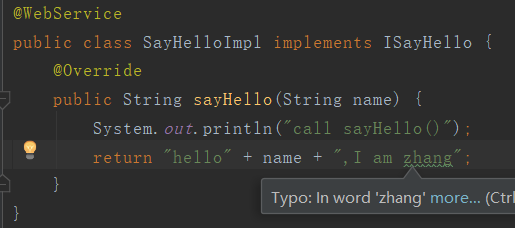 @WebService
public class SayHelloImpl implements ISayHello {
@Override
public String sayHello(String name) {
System.out.println("call sayHello()");
return "hello" + name + ",I am zhang";
}
Typo: In word 'zhang' more... (Ctrl
}